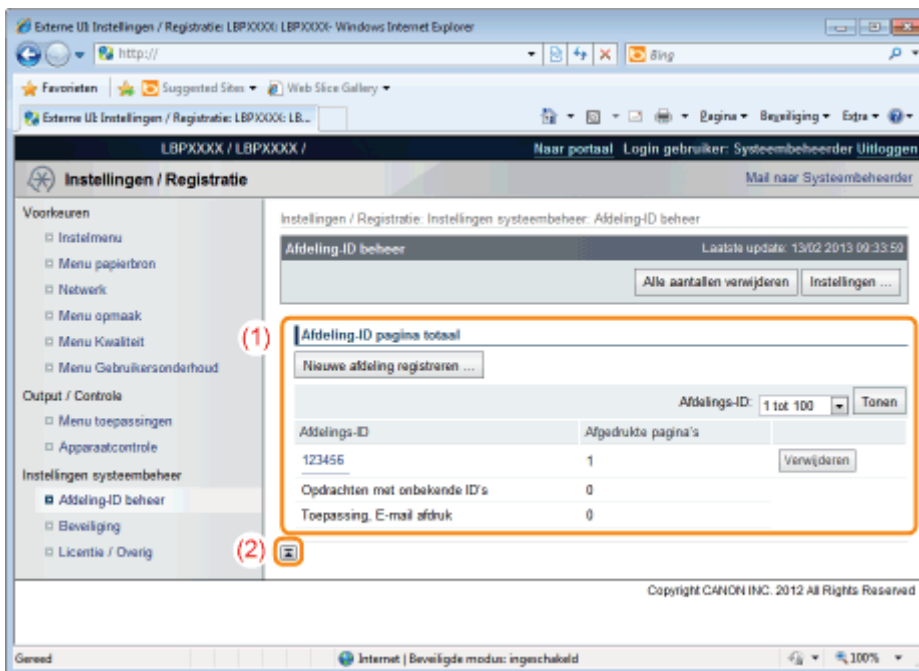 Externe UI: Instellingen / Registratie: LBPXXXX: LBPXXXX- Windows Internet Explorer
http://
Bing
Favorieten Suggested Sites Web Slice Gallery
Externe UI: Instellingen / Registratie: LBPXXXX: LB...
Pagina Beveiliging Extra
LBPXXXX / LBPXXXX /
Naar portaal Login gebruiker: Systeembeheerder Uitloggen
Instellingen / Registratie
Mail naar Systeembeheerder
Voorkeuren
Instelmenu
Menu papierbron
Netwerk
Menu opmaak
Menu Kwaliteit
Menu Gebruikersonderhoud
Output / Controle
Menu toepassingen
Apparaatcontrole
Instellingen systeembeheer
Afdeling-ID beheer
Beveiliging
Licentie / Overig
Instellingen / Registratie: Instellingen systeembeheer: Afdeling-ID beheer
Afdeling-ID beheer
Laatste update: 13/02 2013 09:33:59
Alle aantallen verwijderen Instellingen ...
(1)
Afdeling-ID pagina totaal
Nieuwe afdeling registreren ...
Afdelings-ID: 1 tot 100 Tonen
Afdelings-ID Afgedrukte pagina's
123456 1 Verwijderen
Opdrachten met onbekende ID's 0
Toepassing, E-mail afdruk 0
(2)
Copyright CANON INC. 2012 All Rights Reserved
Gereed Internet | Beveiligde modus: ingeschakeld 100%